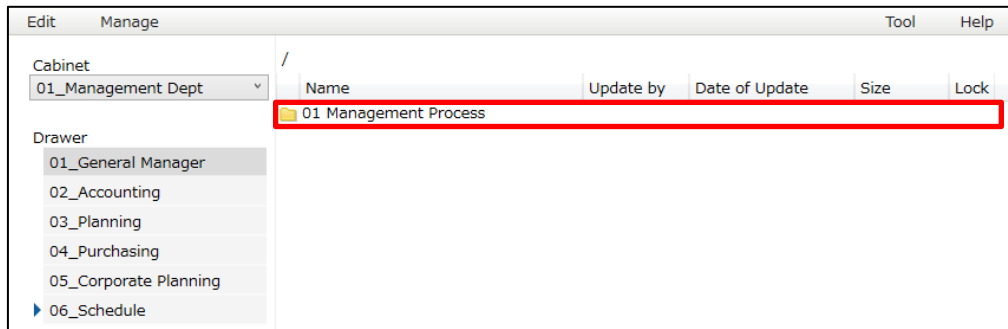 Edit Manage Tool Help
Cabinet
01_Management Dept
Drawer
01_General Manager
02_Accounting
03_Planning
04_Purchasing
05_Corporate Planning
06_Schedule
/
Name Update by Date of Update Size Lock
01 Management Process